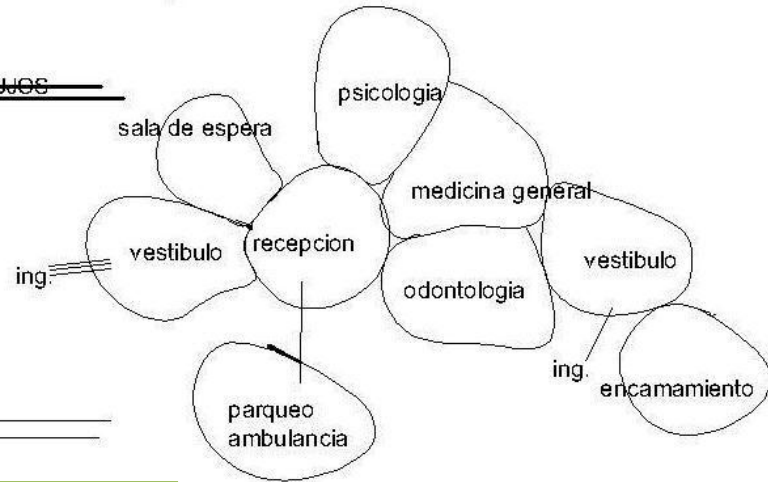 psicologia
sala de espera
medicina general
vestibulo
recepcion
vestibulo
ing.
odontologia
ing.
encamamiento
parqueo
ambulancia